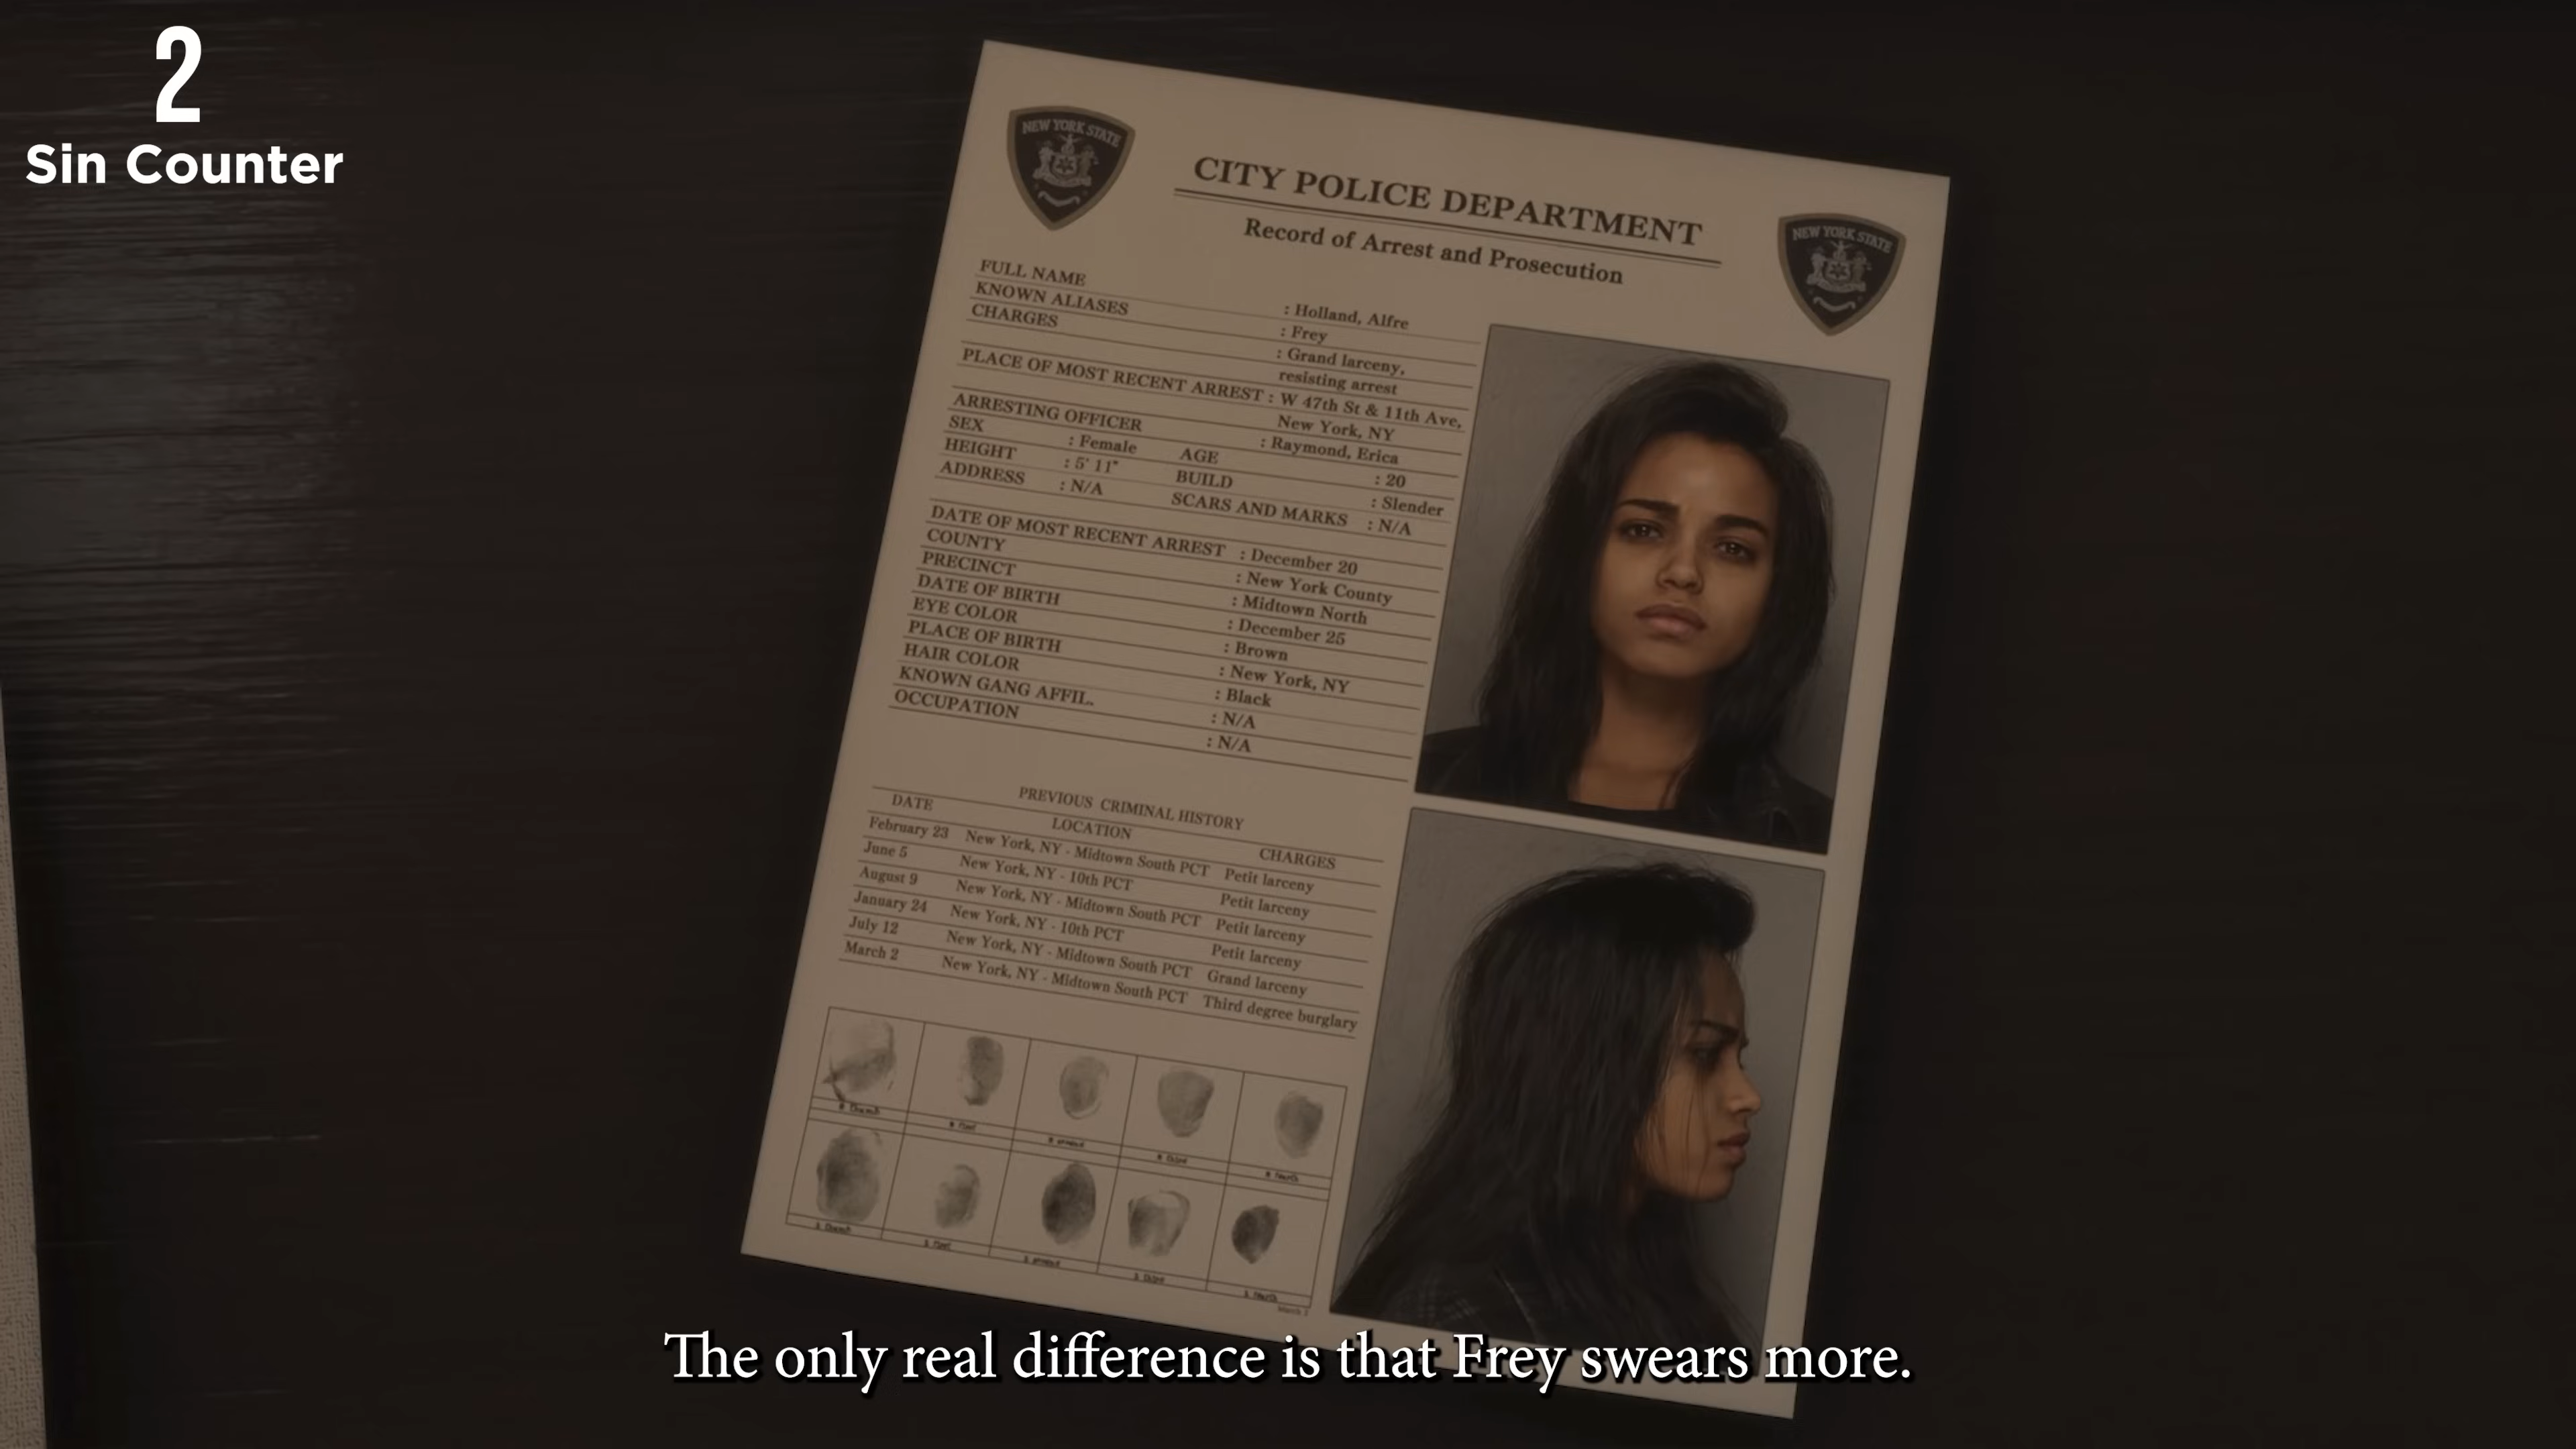 2
Sin Counter
NEW YORK STATE
NEW YORK STATE
CITY POLICE DEPARTMENT
Record of Arrest and Prosecution
FULL NAME : Holland, Alfre
KNOWN ALIASES : Frey
CHARGES : Grand larceny,
resisting arrest
PLACE OF MOST RECENT ARREST : W 47th St & 11th Ave,
New York, NY
ARRESTING OFFICER : Raymond, Erica
SEX : Female AGE : 20
HEIGHT : 5' 11" BUILD : Slender
ADDRESS : N/A SCARS AND MARKS : N/A
DATE OF MOST RECENT ARREST : December 20
COUNTY : New York County
PRECINCT : Midtown North
DATE OF BIRTH : December 25
EYE COLOR : Brown
PLACE OF BIRTH : New York, NY
HAIR COLOR : Black
KNOWN GANG AFFIL. : N/A
OCCUPATION : N/A
PREVIOUS CRIMINAL HISTORY
DATE LOCATION CHARGES
February 23 New York, NY - Midtown South PCT Petit larceny
June 5 New York, NY - 10th PCT Petit larceny
August 9 New York, NY - Midtown South PCT Petit larceny
January 24 New York, NY - 10th PCT Petit larceny
July 12 New York, NY - Midtown South PCT Grand larceny
March 2 New York, NY - Midtown South PCT Third degree burglary
The only real difference is that Frey swears more.